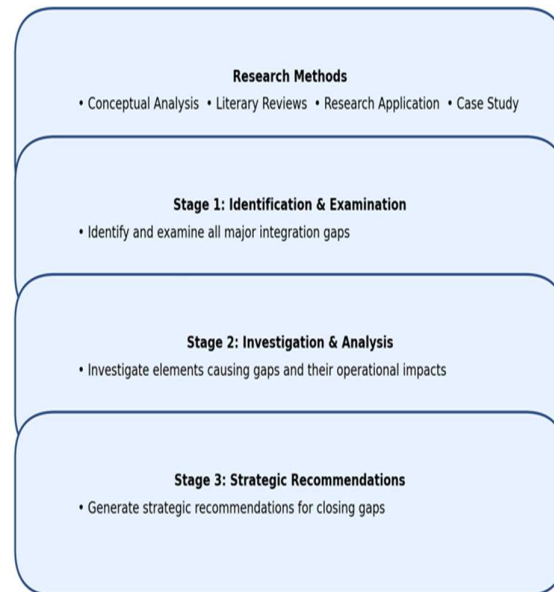 Research Methods
• Conceptual Analysis • Literary Reviews • Research Application • Case Study
Stage 1: Identification & Examination
• Identify and examine all major integration gaps
Stage 2: Investigation & Analysis
• Investigate elements causing gaps and their operational impacts
Stage 3: Strategic Recommendations
• Generate strategic recommendations for closing gaps